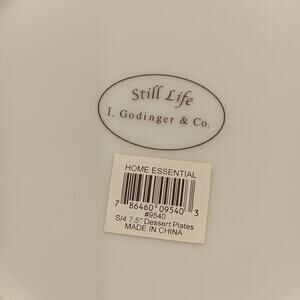 Still Life
I. Godinger & Co.
HOME ESSENTIAL
7 86460 09540 3
#9540
S/4 7.5" Dessert Plates
MADE IN CHINA